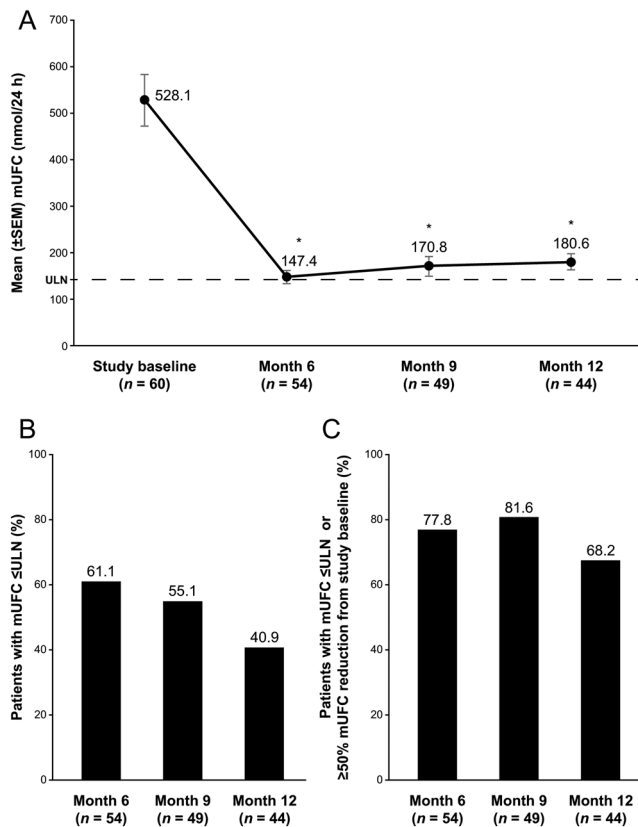 A
Mean (±SEM) mUFC (nmol/24 h)
700
600
500
400
300
200
ULN
100
0
528.1
*
147.4
*
170.8
*
180.6
Study baseline
(n = 60)
Month 6
(n = 54)
Month 9
(n = 49)
Month 12
(n = 44)
B
Patients with mUFC ≤ULN (%)
100
80
60
40
20
0
61.1
55.1
40.9
Month 6
(n = 54)
Month 9
(n = 49)
Month 12
(n = 44)
C
Patients with mUFC ≤ULN or
≥50% mUFC reduction from study baseline (%)
100
80
60
40
20
0
77.8
81.6
68.2
Month 6
(n = 54)
Month 9
(n = 49)
Month 12
(n = 44)